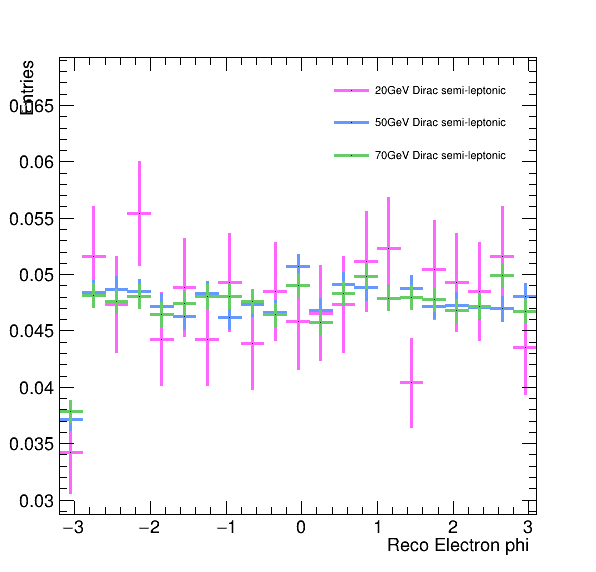 Entries
20GeV Dirac semi-leptonic
50GeV Dirac semi-leptonic
70GeV Dirac semi-leptonic
0.065
0.06
0.055
0.05
0.045
0.04
0.035
0.03
−3 −2 −1 0 1 2 3
Reco Electron phi